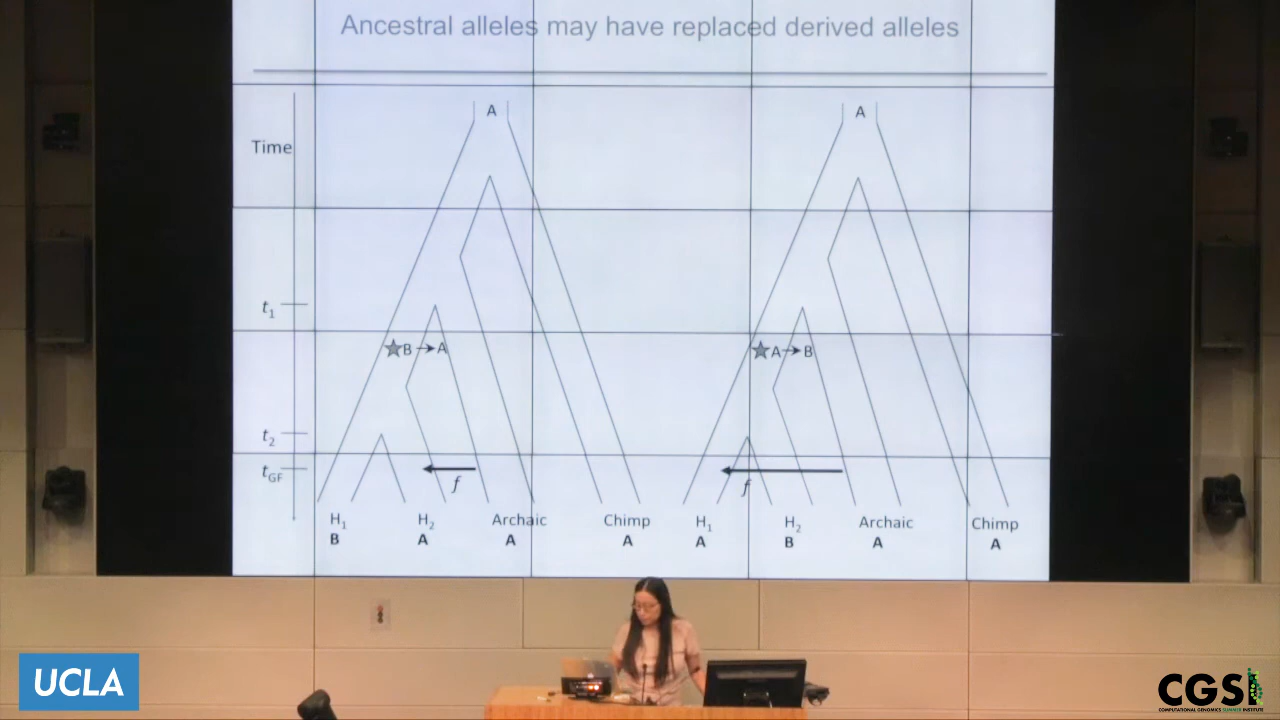 Ancestral alleles may have replaced derived alleles
A
A
Time
t1
B → A
A → B
t2
tGF
f
f
H1
H2
Archaic
Chimp
H1
H2
Archaic
Chimp
B
A
A
A
A
B
A
A
UCLA
CGSI
COMPUTATIONAL GENOMICS SUMMER INSTITUTE